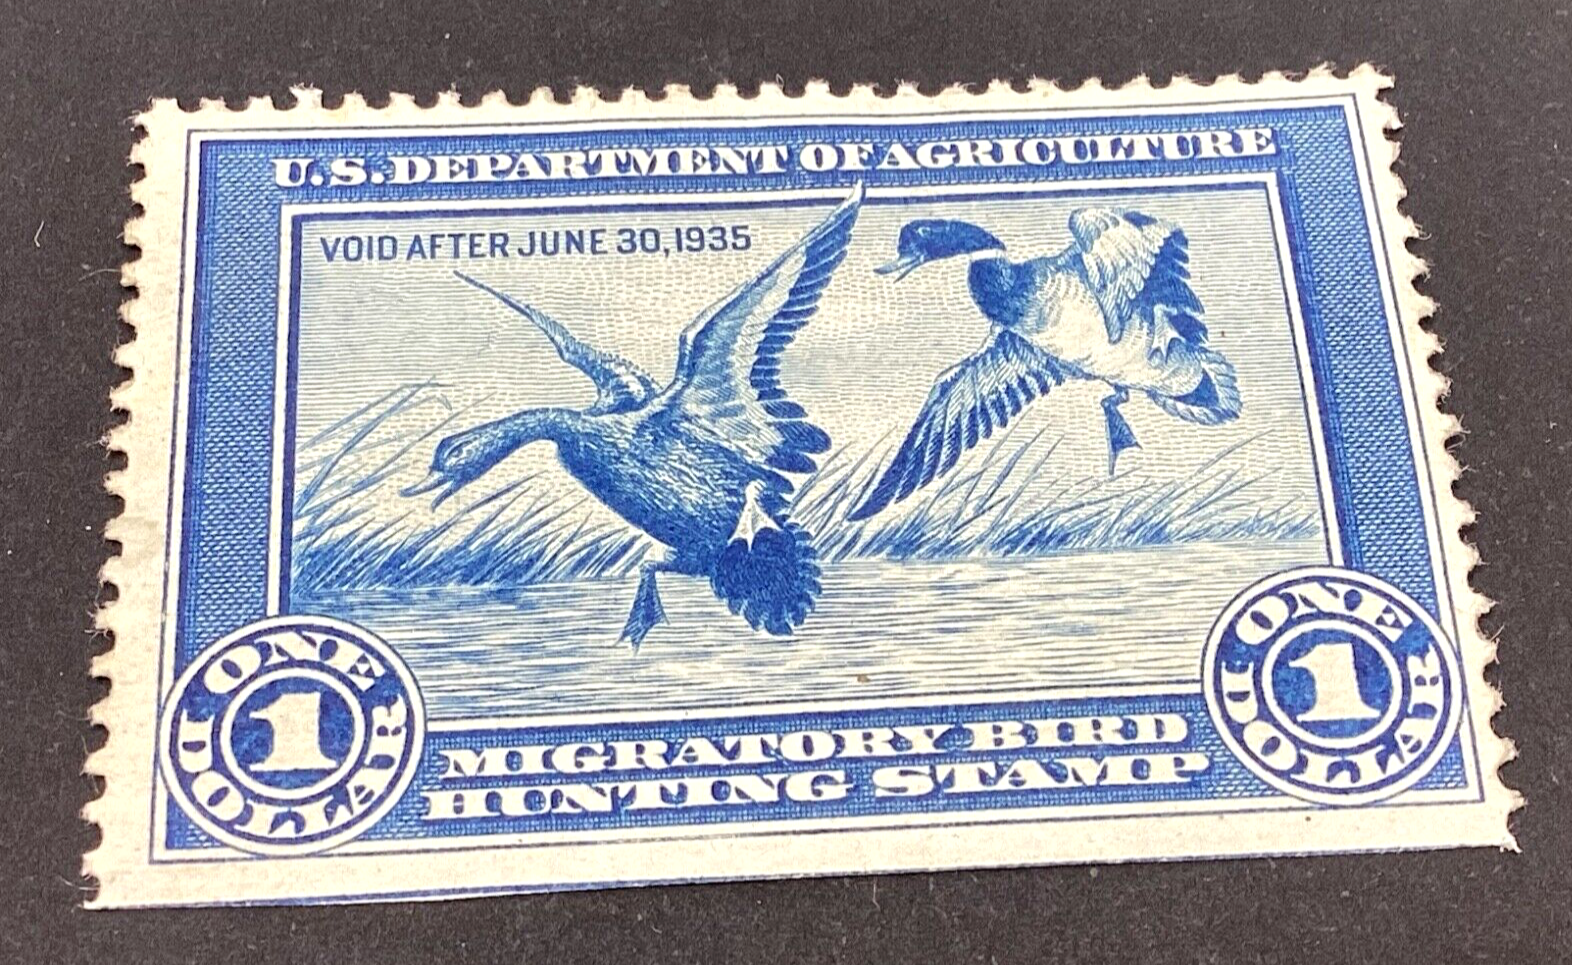 U.S. DEPARTMENT OF AGRICULTURE
VOID AFTER JUNE 30, 1935
ONE
1
DOLLAR
MIGRATORY BIRD
HUNTING STAMP
ONE
1
DOLLAR